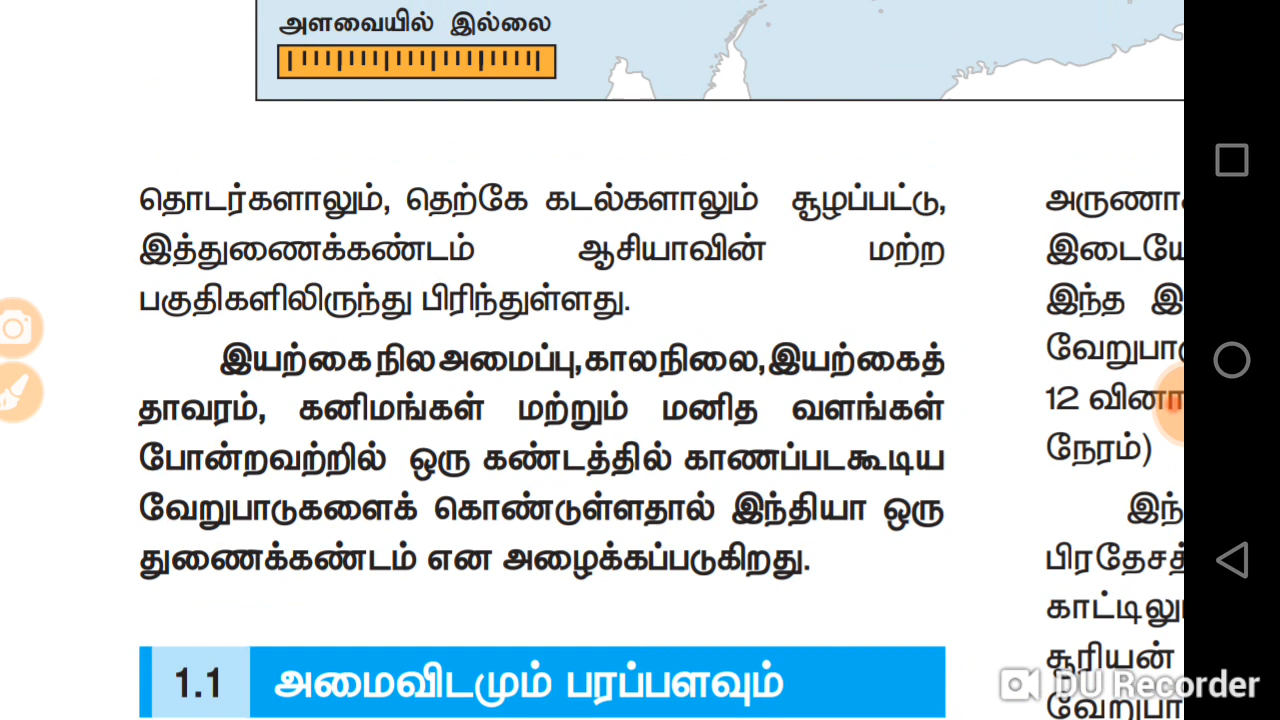 அளவையில் இல்லை
தொடர்களாலும், தெற்கே கடல்களாலும் சூழப்பட்டு,
இத்துணைக்கண்டம் ஆசியாவின் மற்ற
பகுதிகளிலிருந்து பிரிந்துள்ளது.
இயற்கை நில அமைப்பு, காலநிலை, இயற்கைத்
தாவரம், கனிமங்கள் மற்றும் மனித வளங்கள்
போன்றவற்றில் ஒரு கண்டத்தில் காணப்படகூடிய
வேறுபாடுகளைக் கொண்டுள்ளதால் இந்தியா ஒரு
துணைக்கண்டம் என அழைக்கப்படுகிறது.
1.1 அமைவிடமும் பரப்பளவும்
இந்த
12
நேரம்)
சூரியன்
DU Recorder